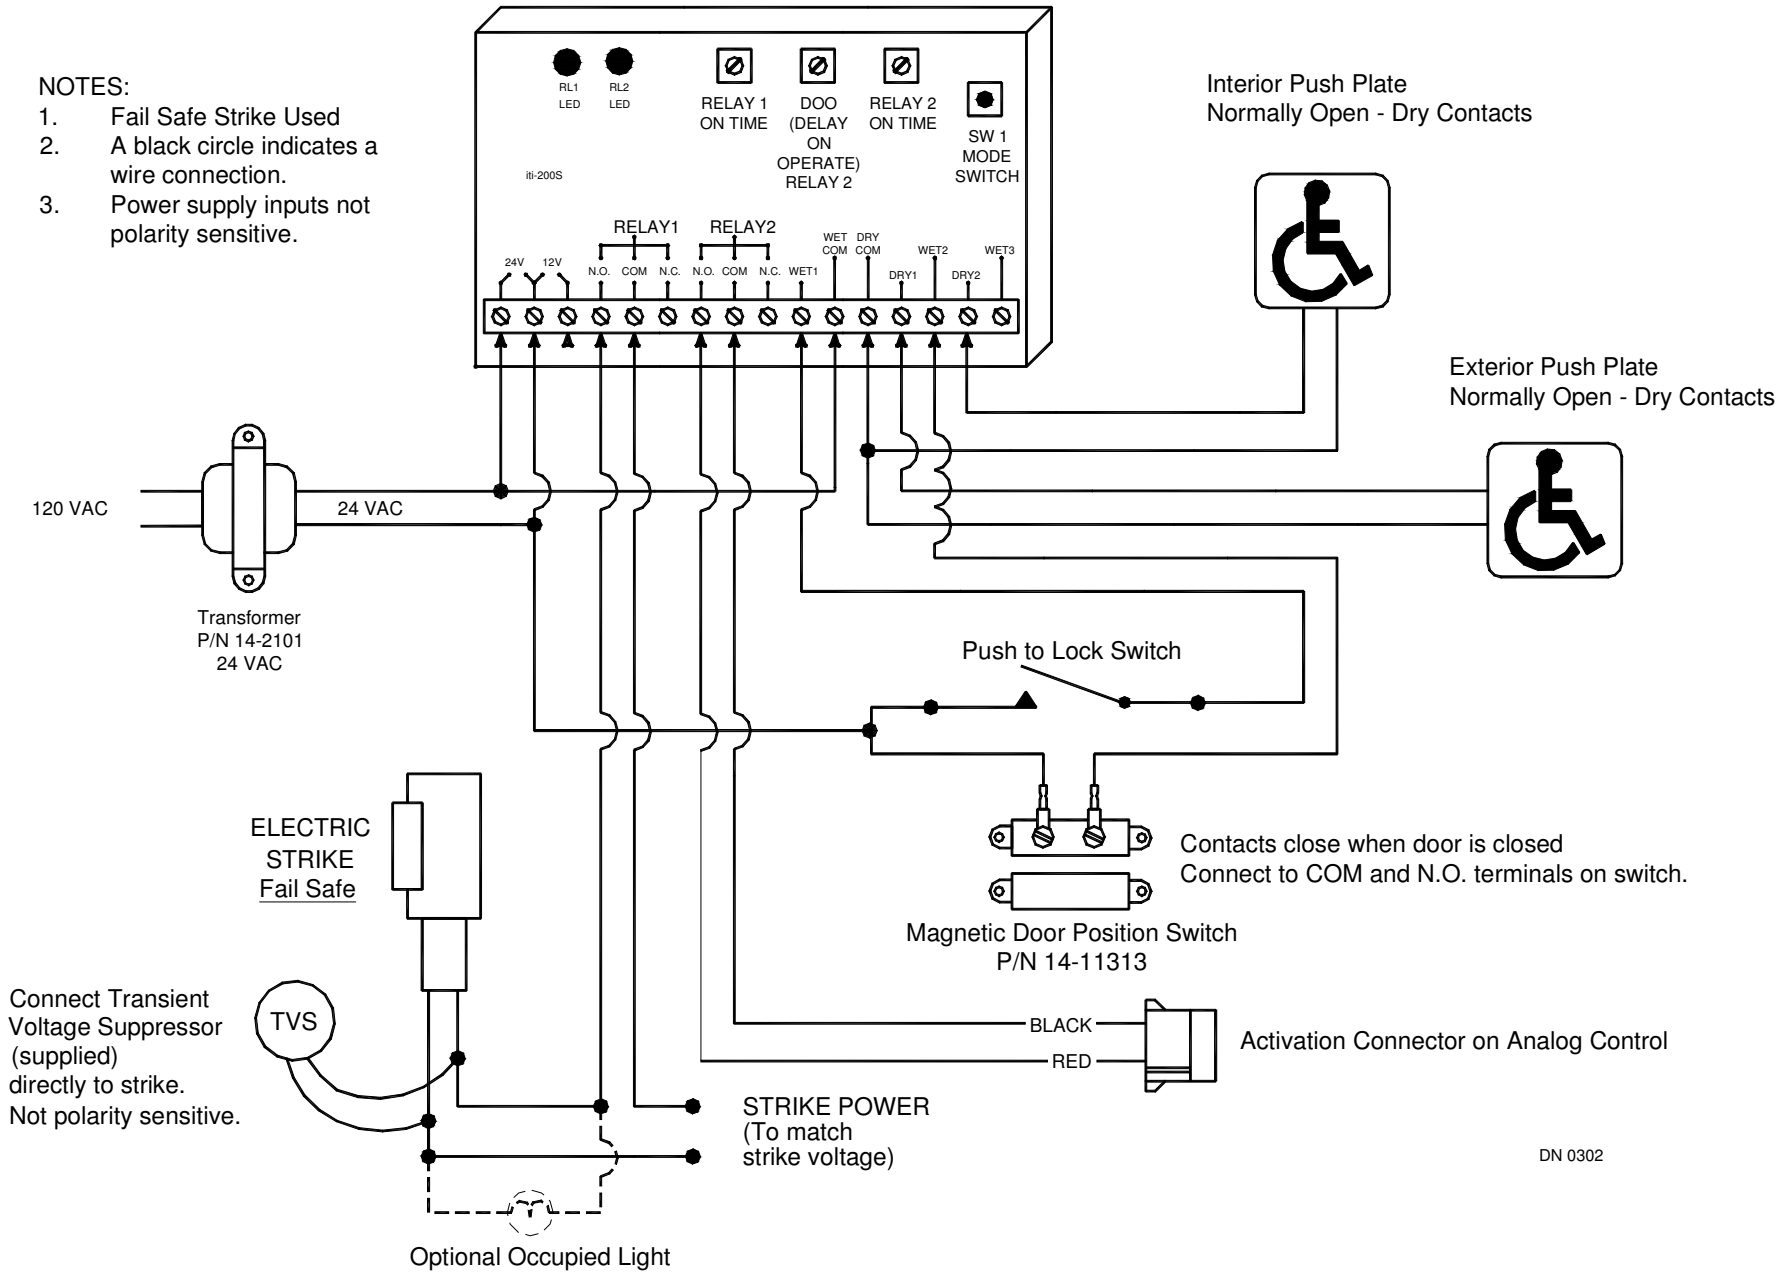 NOTES:
1. Fail Safe Strike Used
2. A black circle indicates a
wire connection.
3. Power supply inputs not
polarity sensitive.
RL1
LED
RL2
LED
RELAY 1
ON TIME
DOO
(DELAY
ON
OPERATE)
RELAY 2
RELAY 2
ON TIME
SW 1
MODE
SWITCH
iti-200S
RELAY1
RELAY2
24V
12V
N.O.
COM
N.C.
N.O.
COM
N.C.
WET1
WET
COM
DRY
COM
DRY1
WET2
DRY2
WET3
Interior Push Plate
Normally Open - Dry Contacts
Exterior Push Plate
Normally Open - Dry Contacts
120 VAC
24 VAC
Transformer
P/N 14-2101
24 VAC
Push to Lock Switch
ELECTRIC
STRIKE
Fail Safe
Contacts close when door is closed
Connect to COM and N.O. terminals on switch.
Magnetic Door Position Switch
P/N 14-11313
Connect Transient
Voltage Suppressor
(supplied)
directly to strike.
Not polarity sensitive.
TVS
BLACK
RED
Activation Connector on Analog Control
STRIKE POWER
(To match
strike voltage)
DN 0302
Optional Occupied Light